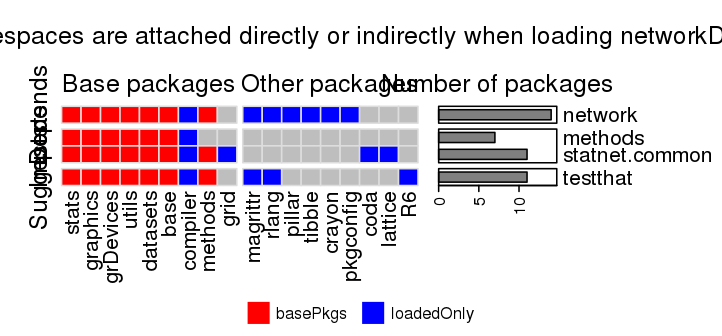 espaces are attached directly or indirectly when loading networkD
Base packages
Other packages
Number of packages
network
methods
statnet.common
testthat
stats
graphics
grDevices
utils
datasets
base
compiler
methods
grid
magrittr
rlang
pillar
tibble
crayon
pkgconfig
coda
lattice
R6
0
5
10
basePkgs
loadedOnly